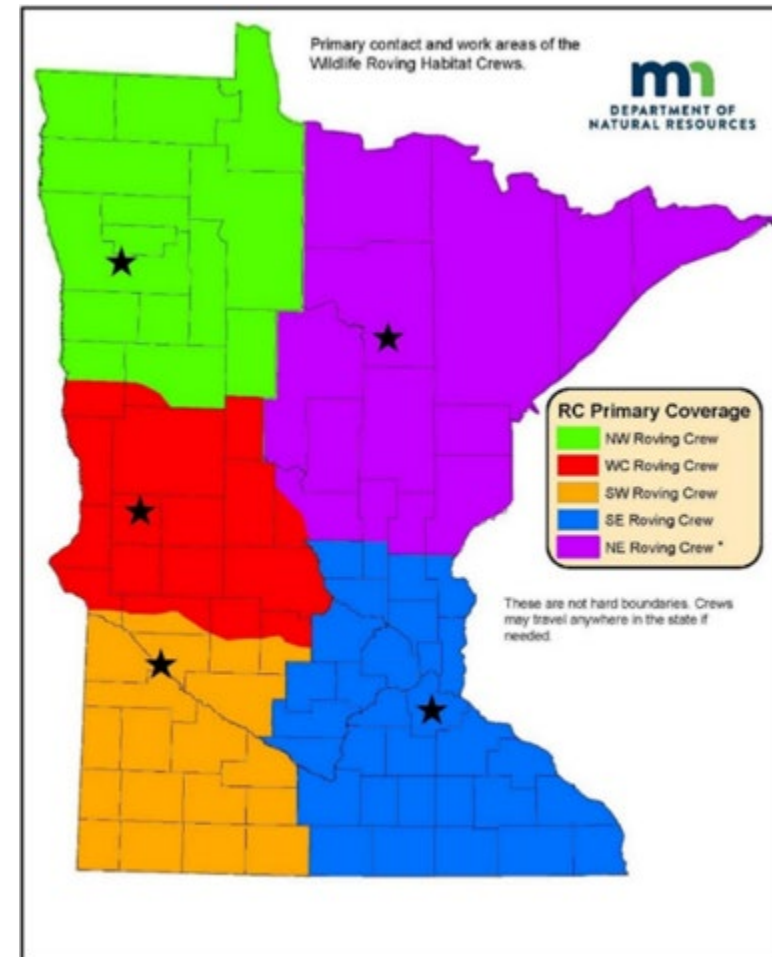 Primary contact and work areas of the
Wildlife Roving Habitat Crews.
mn
DEPARTMENT OF
NATURAL RESOURCES
RC Primary Coverage
NW Roving Crew
WC Roving Crew
SW Roving Crew
SE Roving Crew
NE Roving Crew *
These are not hard boundaries. Crews
may travel anywhere in the state if
needed.